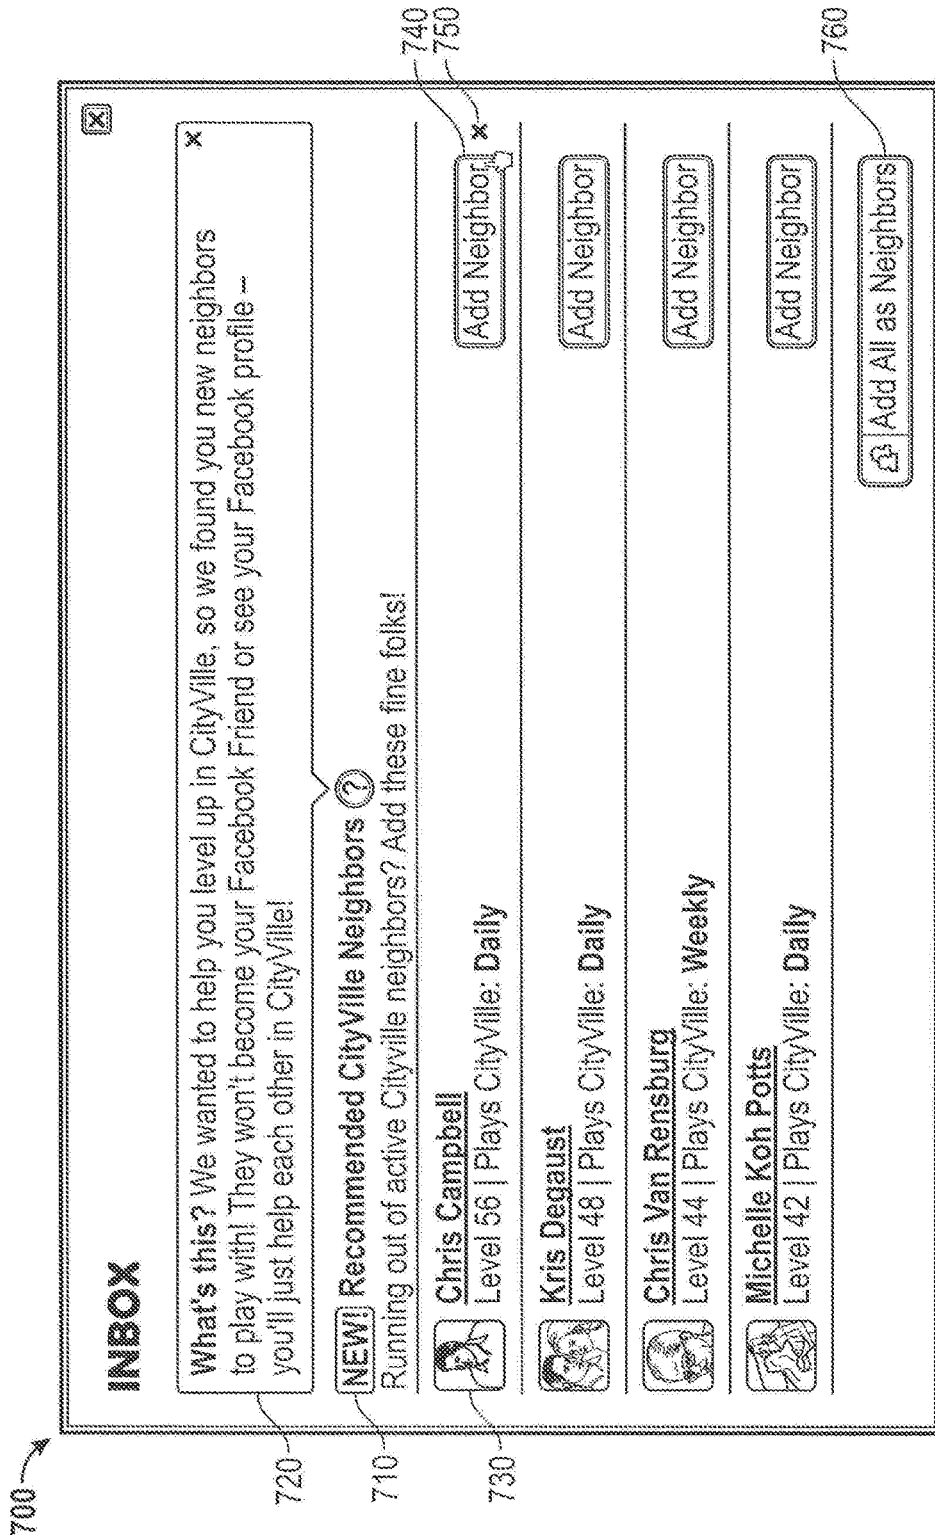 700
INBOX
x
What's this? We wanted to help you level up in CityVille, so we found you new neighbors
to play with! They won't become your Facebook Friend or see your Facebook profile –
you'll just help each other in CityVille!
x
720
NEW! Recommended CityVille Neighbors ?
710
Running out of active Cityville neighbors? Add these fine folks!
Chris Campbell
Level 56 | Plays CityVille: Daily
Add Neighbor
x
730
740
750
Kris Degaust
Level 48 | Plays CityVille: Daily
Add Neighbor
Chris Van Rensburg
Level 44 | Plays CityVille: Weekly
Add Neighbor
Michelle Koh Potts
Level 42 | Plays CityVille: Daily
Add Neighbor
Add All as Neighbors
760